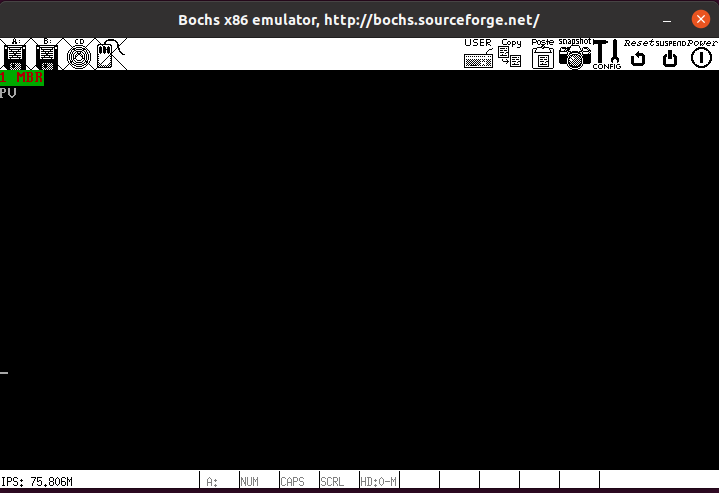 Bochs x86 emulator, http://bochs.sourceforge.net/
A: B: CD USER Copy Paste snapshot CONFIG Reset SUSPEND Power
1 MBR
PV
IPS: 75.806M A: NUM CAPS SCRL HD:0-M